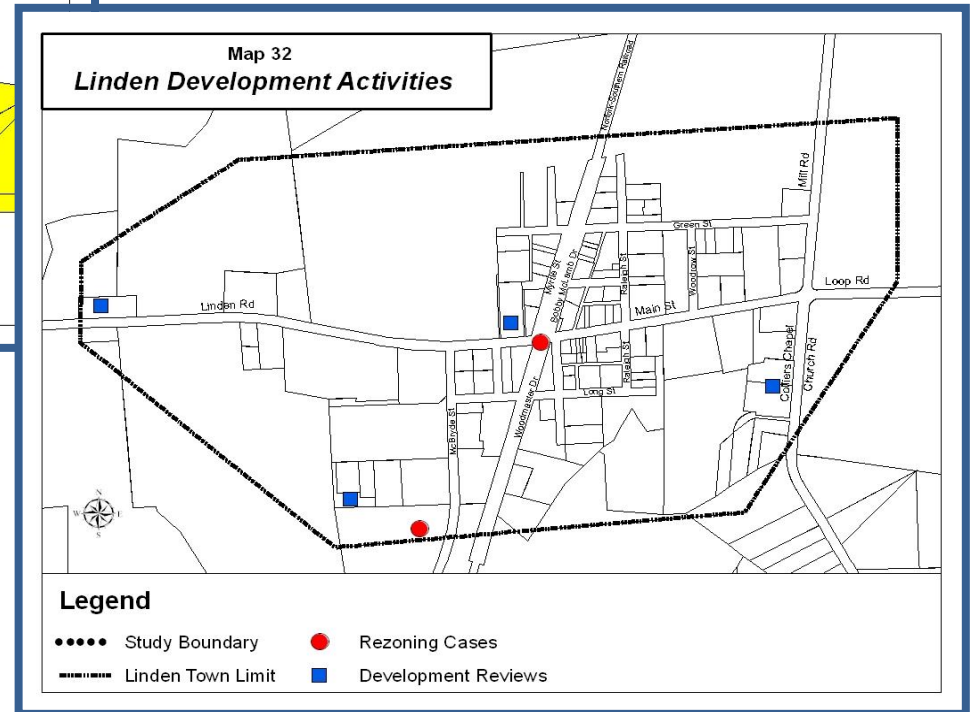 Map 32
Linden Development Activities
Norfolk-Southern Railroad
Mill Rd
Green St
Woodrow St
Raleigh St
Myrtle St
Bobby McLamb Dr
Loop Rd
Linden Rd
Main St
Raleigh St
Colliers Chapel
Church Rd
Long St
Woodmaster Dr
McBryde St
N
W E
S
Legend
Study Boundary
Rezoning Cases
Linden Town Limit
Development Reviews